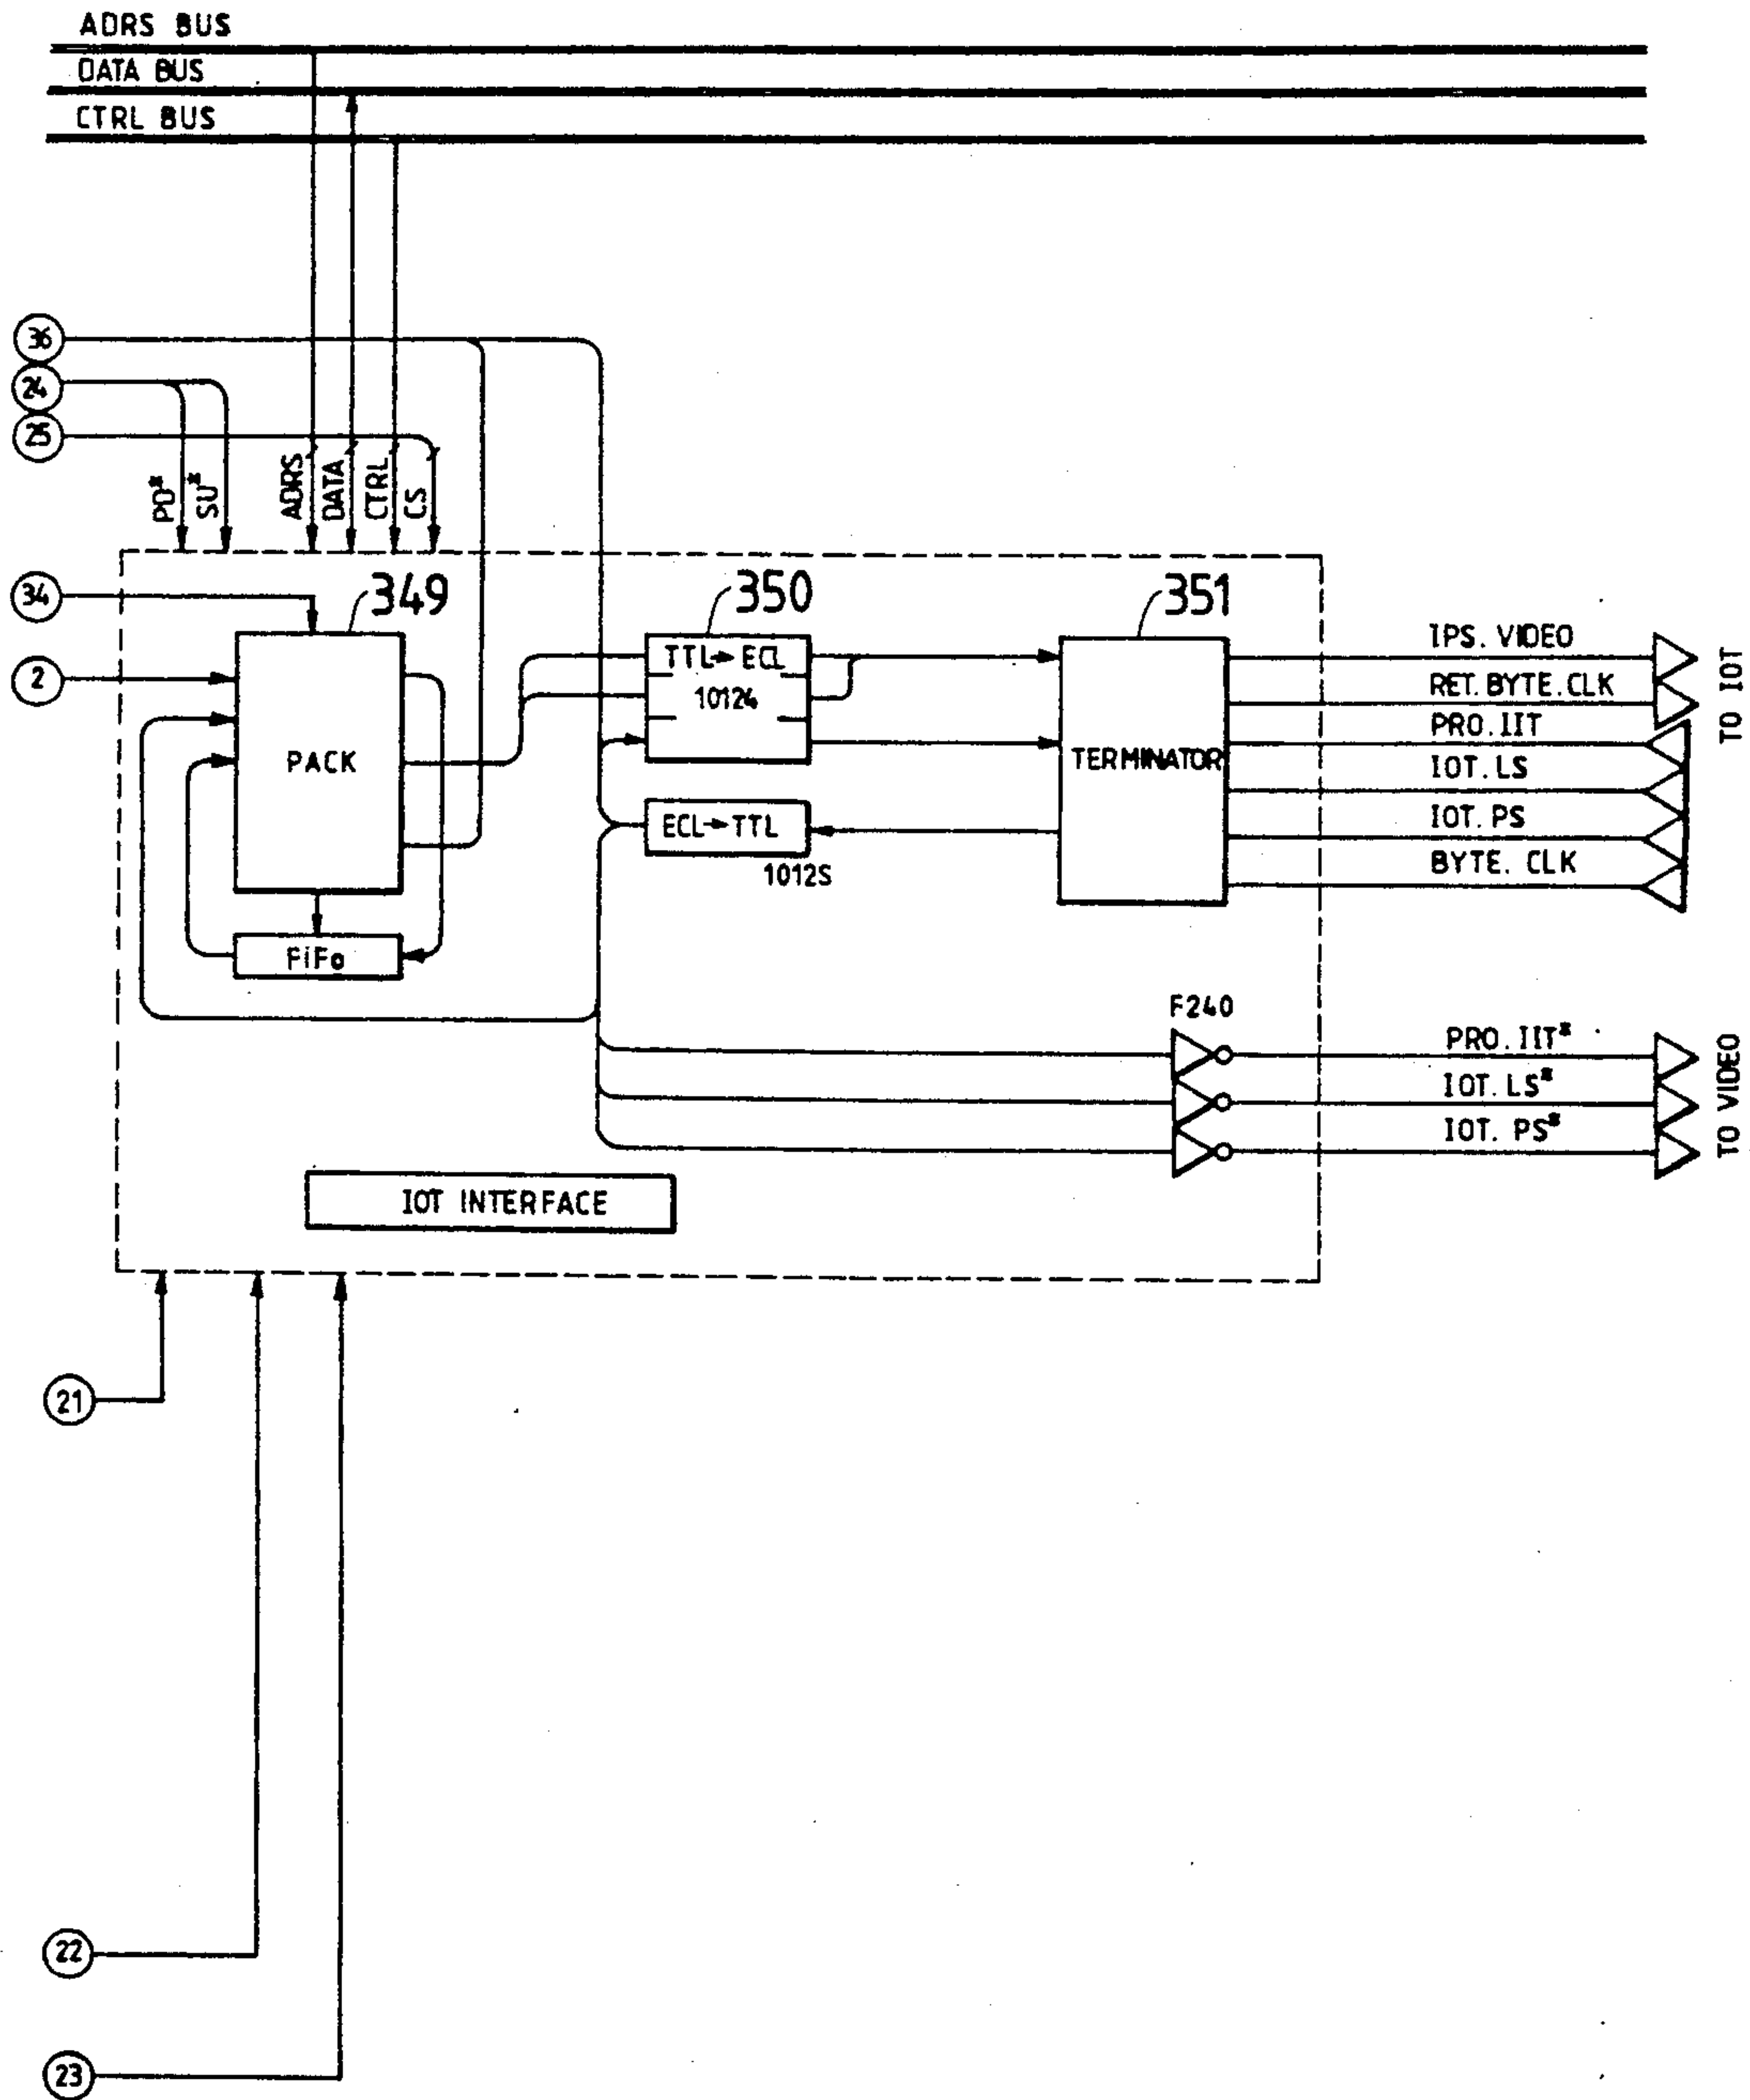 ADRS BUS
DATA BUS
CTRL BUS
36
24
25
PD*
SU*
ADRS
DATA
CTRL
CS
34
349
350
351
2
PACK
FiFo
TTL→ECL
10124
ECL→TTL
1012S
TERMINATOR
IPS. VIDEO
RET.BYTE.CLK
PRO.IIT
IOT.LS
IOT.PS
BYTE. CLK
TO IOT
F240
PRO.IIT*
IOT.LS*
IOT. PS*
TO VIDEO
IOT INTERFACE
21
22
23